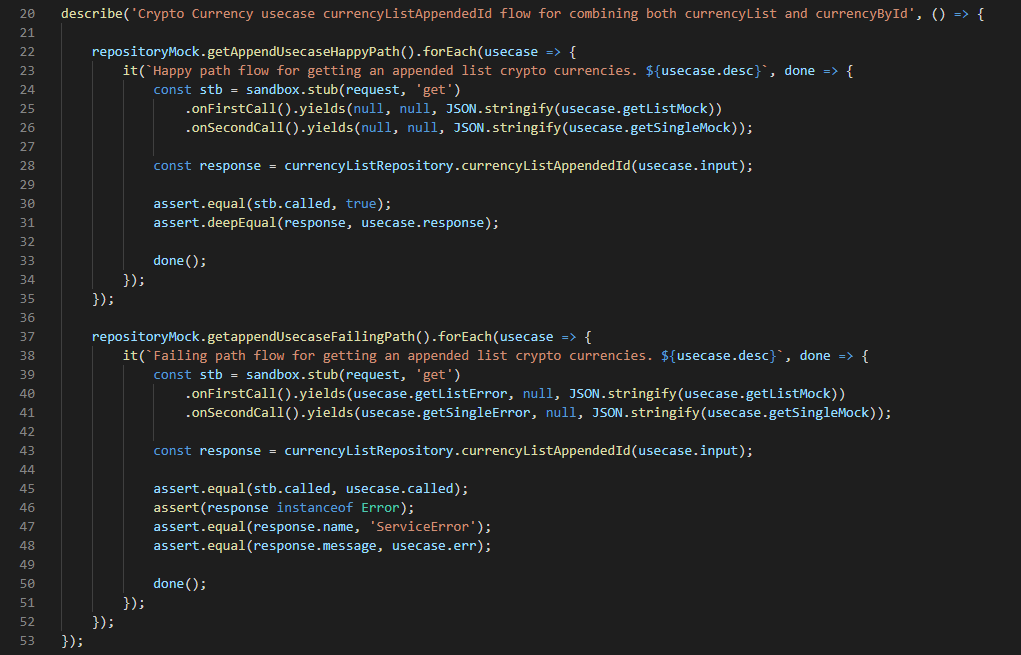 20 describe('Crypto Currency usecase currencyListAppendedId flow for combining both currencyList and currencyById', () => {
21
22     repositoryMock.getAppendUsecaseHappyPath().forEach(usecase => {
23         it(`Happy path flow for getting an appended list crypto currencies. ${usecase.desc}`, done => {
24             const stb = sandbox.stub(request, 'get')
25                 .onFirstCall().yields(null, null, JSON.stringify(usecase.getListMock))
26                 .onSecondCall().yields(null, null, JSON.stringify(usecase.getSingleMock));
27
28             const response = currencyListRepository.currencyListAppendedId(usecase.input);
29
30             assert.equal(stb.called, true);
31             assert.deepEqual(response, usecase.response);
32
33             done();
34         });
35     });
36
37     repositoryMock.getappendUsecaseFailingPath().forEach(usecase => {
38         it(`Failing path flow for getting an appended list crypto currencies. ${usecase.desc}`, done => {
39             const stb = sandbox.stub(request, 'get')
40                 .onFirstCall().yields(usecase.getListError, null, JSON.stringify(usecase.getListMock))
41                 .onSecondCall().yields(usecase.getSingleError, null, JSON.stringify(usecase.getSingleMock));
42
43             const response = currencyListRepository.currencyListAppendedId(usecase.input);
44
45             assert.equal(stb.called, usecase.called);
46             assert(response instanceof Error);
47             assert.equal(response.name, 'ServiceError');
48             assert.equal(response.message, usecase.err);
49
50             done();
51         });
52     });
53 });